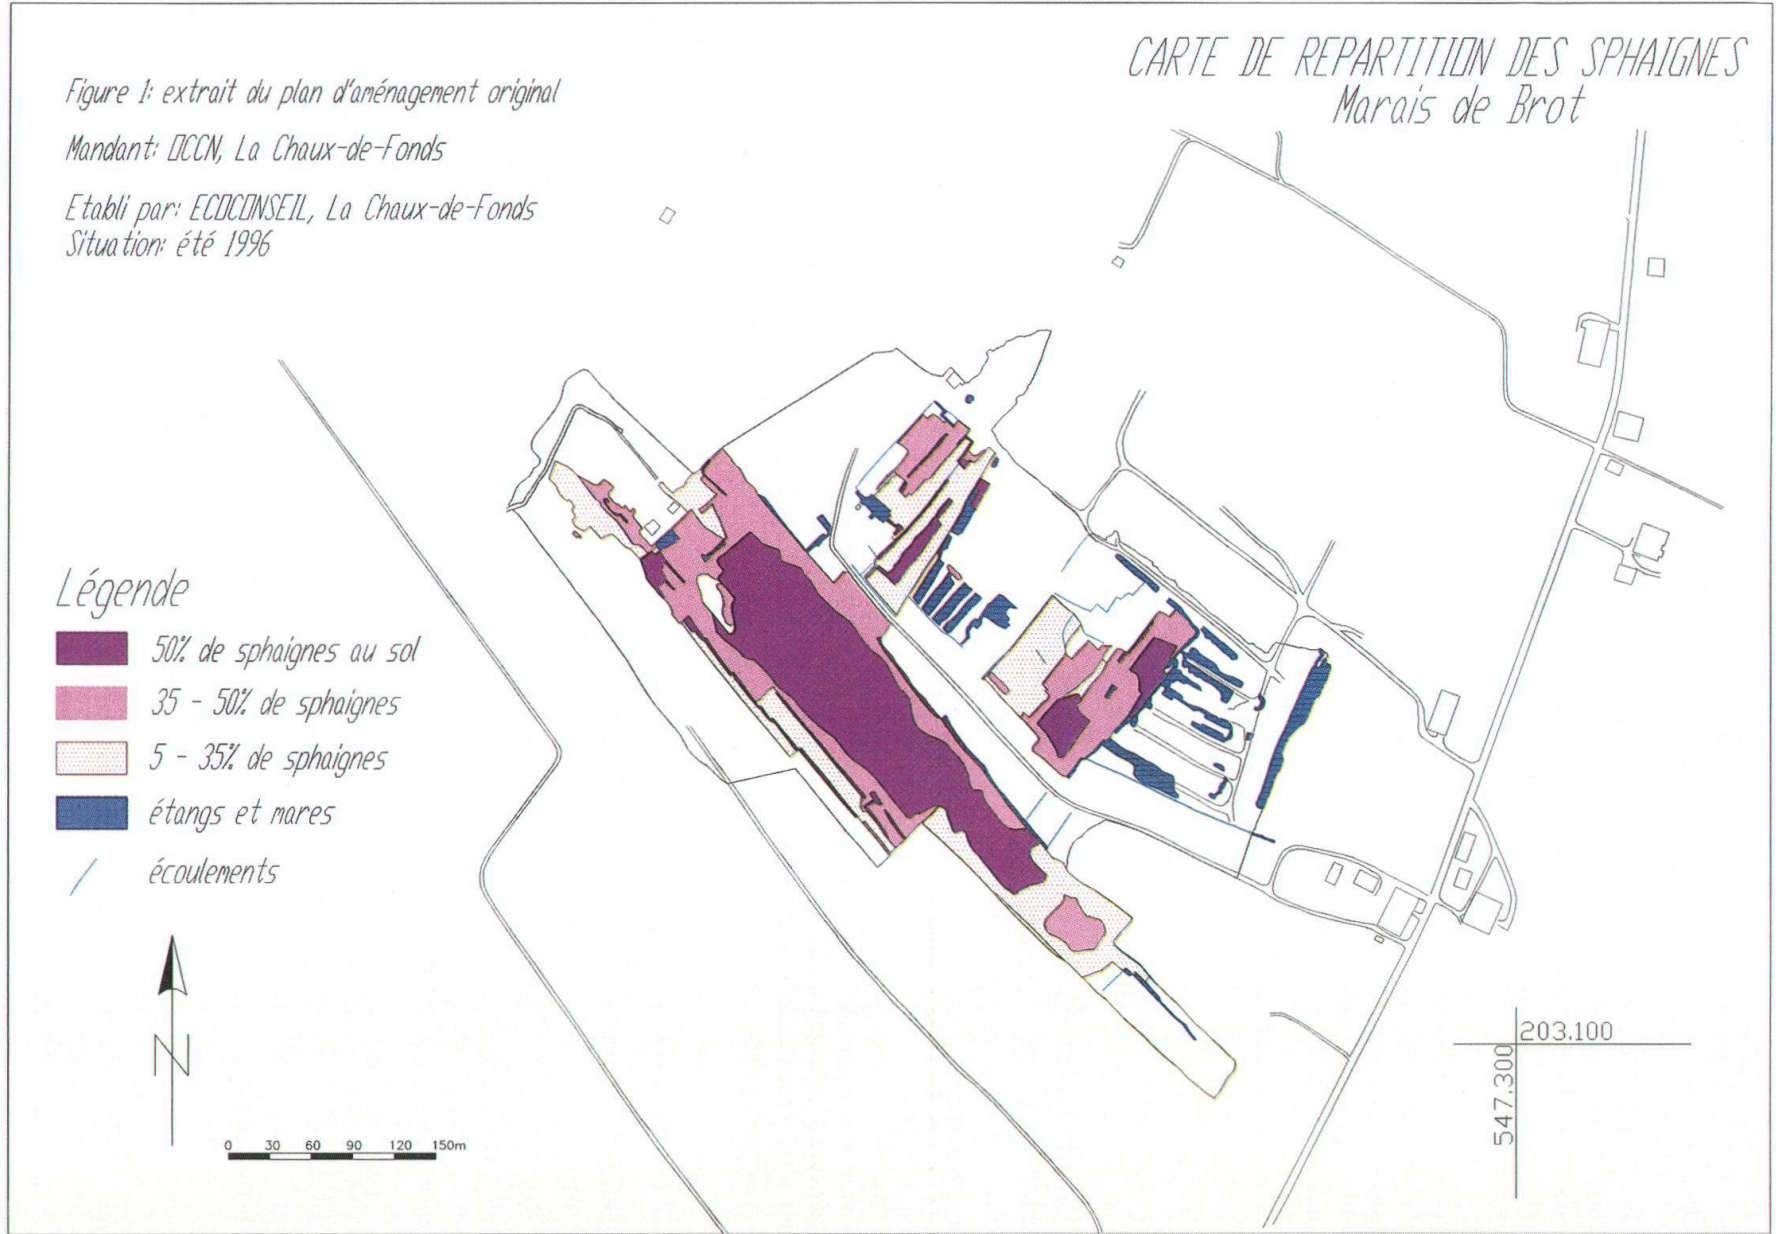 CARTE DE REPARTITION DES SPHAIGNES
Marais de Brot
Figure 1: extrait du plan d'aménagement original
Mandant: OCCN, La Chaux-de-Fonds
Etabli par: ECOCONSEIL, La Chaux-de-Fonds
Situation: été 1996
Légende
50% de sphaignes au sol
35 - 50% de sphaignes
5 - 35% de sphaignes
étangs et mares
écoulements
N
0 30 60 90 120 150m
203.100
547.300